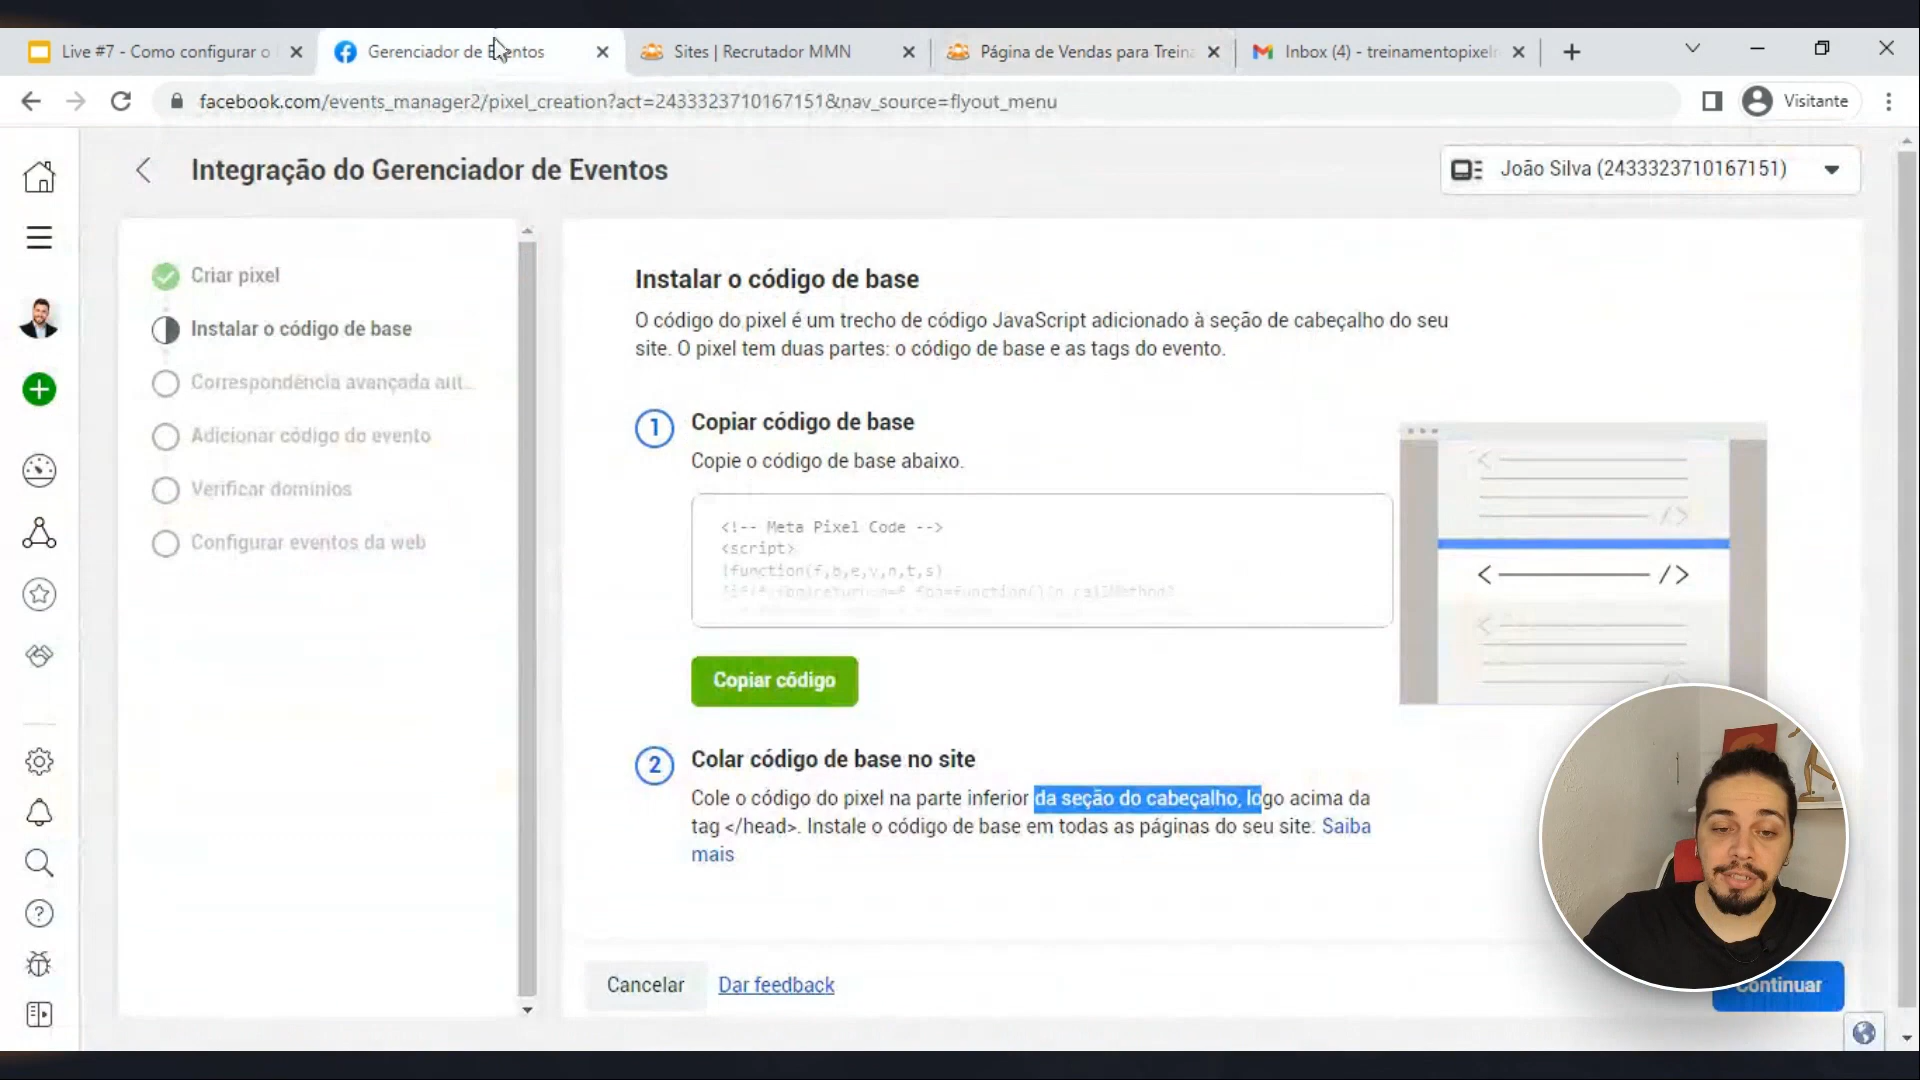 Live #7 - Como configurar o
Gerenciador de Eventos
Sites | Recrutador MMN
Página de Vendas para Treina
Inbox (4) - treinamentopixel
facebook.com/events_manager2/pixel_creation?act=2433323710167151&nav_source=flyout_menu
Visitante
Integração do Gerenciador de Eventos
João Silva (2433323710167151)
Criar pixel
Instalar o código de base
Correspondência avançada aut...
Adicionar código do evento
Verificar domínios
Configurar eventos da web
Instalar o código de base
O código do pixel é um trecho de código JavaScript adicionado à seção de cabeçalho do seu
site. O pixel tem duas partes: o código de base e as tags do evento.
1
Copiar código de base
Copie o código de base abaixo.
<!-- Meta Pixel Code -->
<script>
!function(f,b,e,v,n,t,s)
Copiar código
2
Colar código de base no site
Cole o código do pixel na parte inferior da seção do cabeçalho, logo acima da
tag </head>. Instale o código de base em todas as páginas do seu site. Saiba
mais
Cancelar
Dar feedback
Continuar